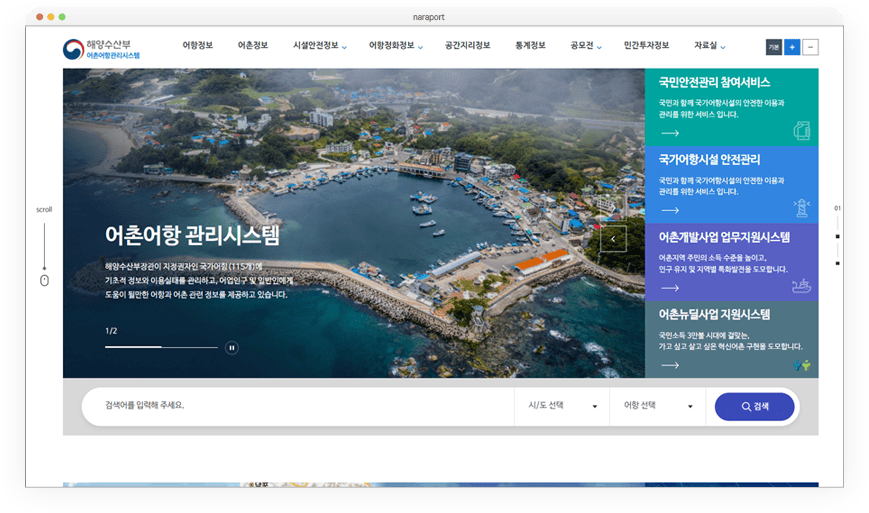 naraport
해양수산부
어촌어항관리시스템
어항정보 어촌정보 시설안전정보 어항정화정보 공간지리정보 통계정보 공모전 민간투자정보 자료실
기본 + −
국민안전관리 참여서비스
국민과 함께 국가어항시설의 안전한 이용과
관리를 위한 서비스 입니다.
국가어항시설 안전관리
국민과 함께 국가어항시설의 안전한 이용과
관리를 위한 서비스 입니다.
scroll
01
어촌어항 관리시스템
해양수산부장관이 지정권자인 국가어항(115개)에
기초적 정보와 이용실태를 관리하고, 어업인구 및 일반인에게
도움이 될만한 어항과 어촌 관련 정보를 제공하고 있습니다.
1/2
어촌개발사업 업무지원시스템
어촌지역 주민의 소득 수준을 높이고,
인구 유지 및 지역별 특화발전을 도모합니다.
어촌뉴딜사업 지원시스템
국민소득 3만불 시대에 걸맞는,
가고 싶고 살고 싶은 혁신어촌 구현을 도모합니다.
검색어를 입력해 주세요. 시/도 선택 어항 선택 검색